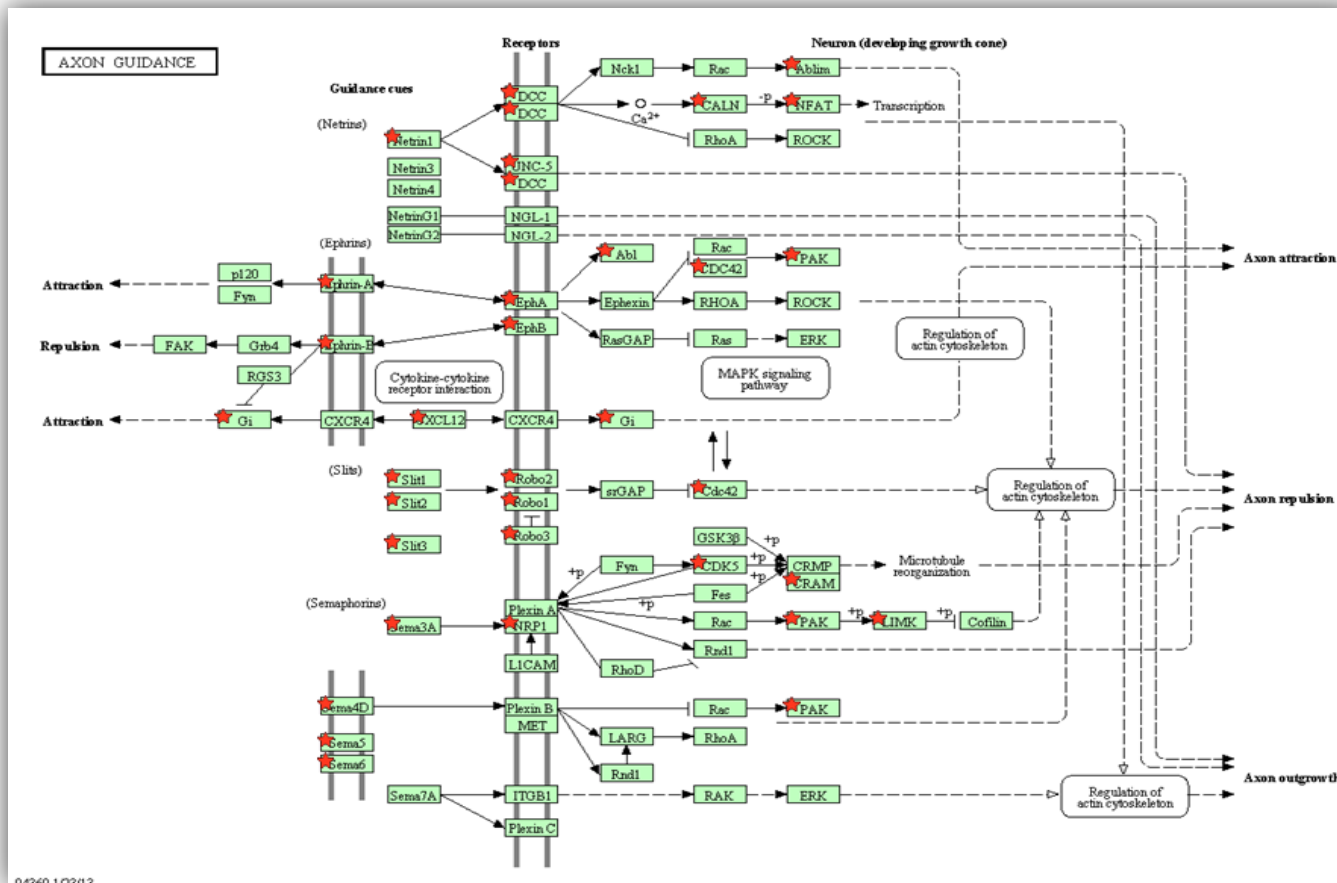 AXON GUIDANCE
Receptors
Neuron (developing growth cone)
Guidance cues
(Netrins)
Nck1
Rac
Ablim
DCC
DCC
Ca2+
CALN
-p
NFAT
Transcription
Netrin1
RhoA
ROCK
Netrin3
Netrin4
UNC-5
DCC
NetrinG1
NGL-1
NetrinG2
NGL-2
(Ephrins)
Abl
Rac
CDC42
PAK
Axon attraction
p120
Fyn
Attraction
Ephrin-A
EphA
Ephexin
RHOA
ROCK
EphB
Repulsion
FAK
Grb4
Ephrin-B
RasGAP
Ras
ERK
Regulation of
actin cytoskeleton
RGS3
Cytokine-cytokine
receptor interaction
MAPK signaling
pathway
Attraction
Gi
CXCR4
CXCL12
CXCR4
Gi
(Slits)
Slit1
Slit2
Robo2
Robo1
srGAP
Cdc42
Regulation of
actin cytoskeleton
Axon repulsion
Slit3
Robo3
GSK3β
+p
Fyn
+p
CDK5
+p
CRMP
CRAM
Microtubule
reorganization
Fes
+p
+p
(Semaphorins)
Sema3A
Plexin A
NRP1
Rac
PAK
+p
LIMK
+p
Cofilin
L1CAM
RhoD
Rnd1
Sema4D
Plexin B
MET
Rac
PAK
Sema5
Sema6
LARG
RhoA
Rnd1
Axon outgrowth
Sema7A
ITGB1
RAK
ERK
Regulation of
actin cytoskeleton
Plexin C